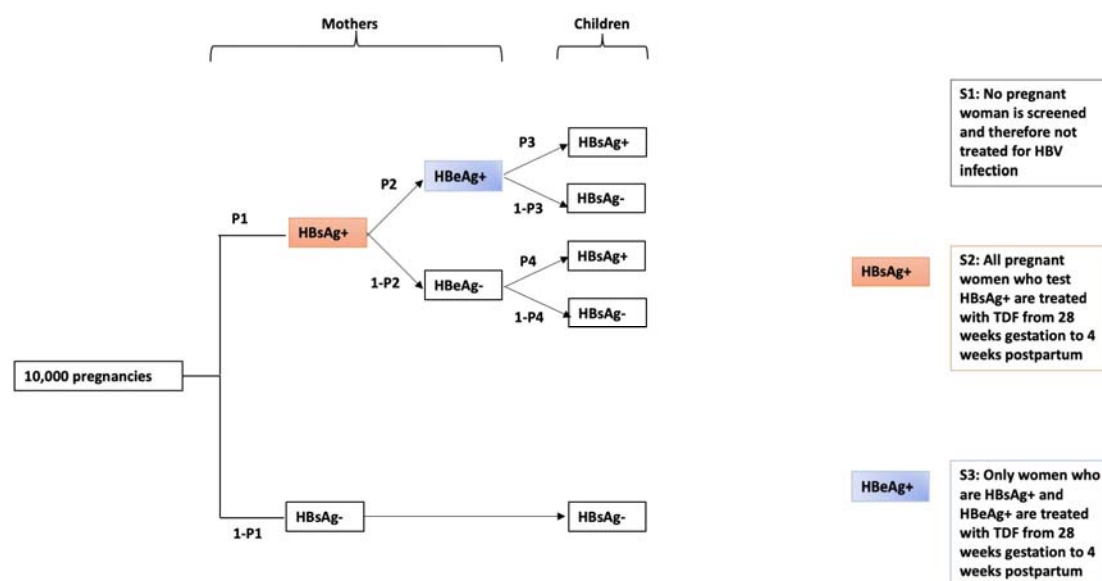 Mothers
Children
S1: No pregnant
woman is screened
and therefore not
treated for HBV
infection
P3
HBsAg+
P2
HBeAg+
1-P3
HBsAg-
P1
HBsAg+
P4
HBsAg+
1-P2
HBeAg-
1-P4
HBsAg-
HBsAg+
S2: All pregnant
women who test
HBsAg+ are treated
with TDF from 28
weeks gestation to 4
weeks postpartum
10,000 pregnancies
HBeAg+
S3: Only women who
are HBsAg+ and
HBeAg+ are treated
with TDF from 28
weeks gestation to 4
weeks postpartum
1-P1
HBsAg-
HBsAg-